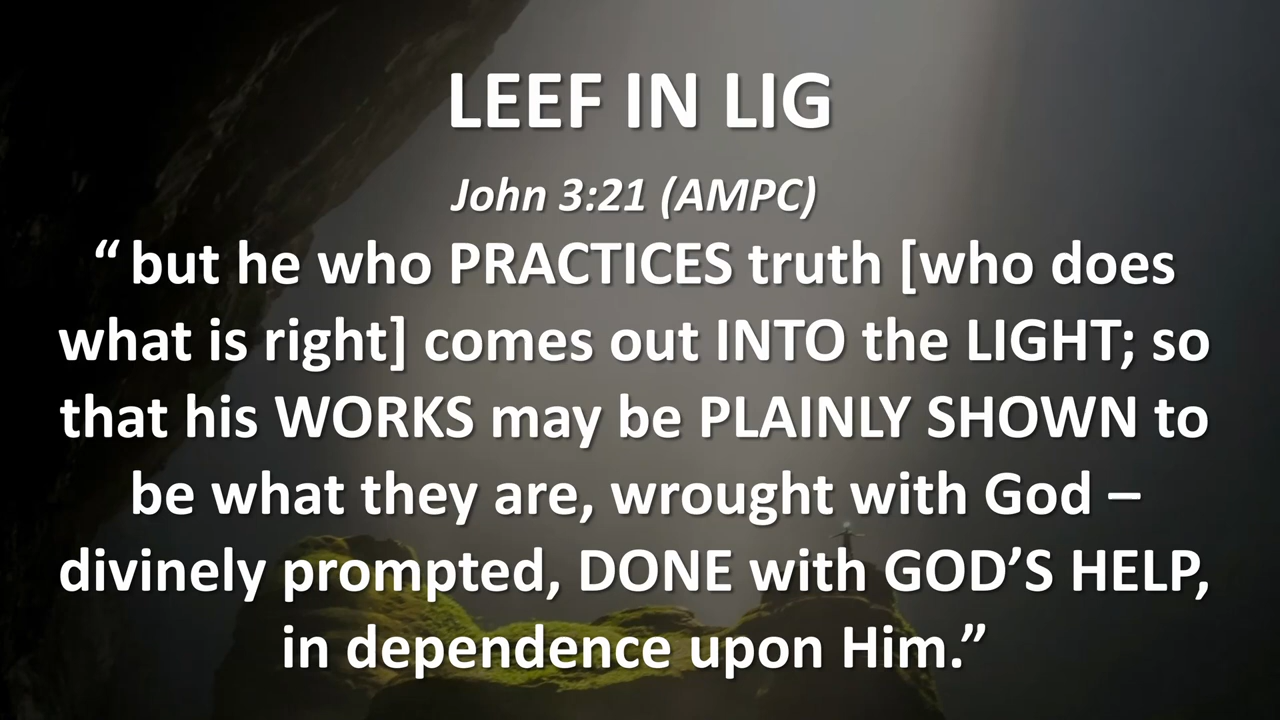 LEEF IN LIG
John 3:21 (AMPC)
“ but he who PRACTICES truth [who does
what is right] comes out INTO the LIGHT; so
that his WORKS may be PLAINLY SHOWN to
be what they are, wrought with God –
divinely prompted, DONE with GOD’S HELP,
in dependence upon Him.”